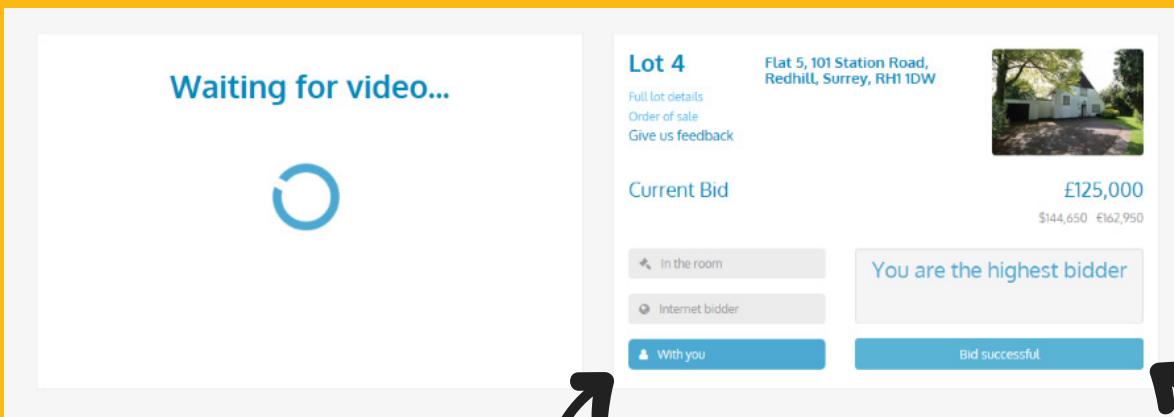 Waiting for video...
Lot 4
Flat 5, 101 Station Road,
Redhill, Surrey, RH1 1DW
Full lot details
Order of sale
Give us feedback
Current Bid
£125,000
$144,650 €162,950
In the room
Internet bidder
With you
You are the highest bidder
Bid successful